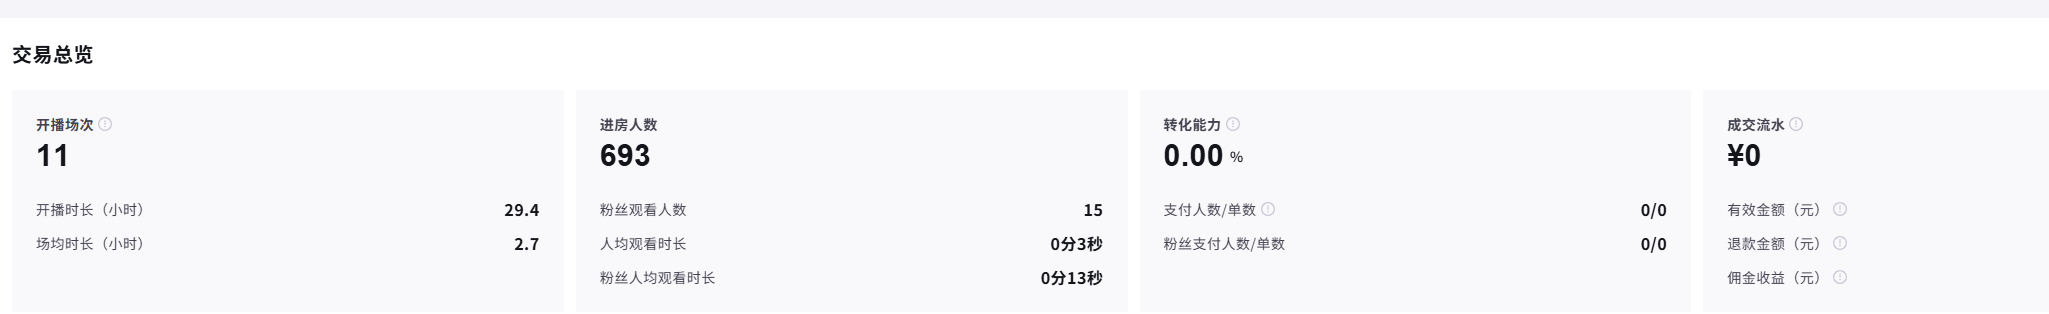 交易总览
开播场次
11
开播时长（小时） 29.4
场均时长（小时） 2.7
进房人数
693
粉丝观看人数 15
人均观看时长 0分3秒
粉丝人均观看时长 0分13秒
转化能力
0.00 %
支付人数/单数 0/0
粉丝支付人数/单数 0/0
成交流水
¥0
有效金额（元）
退款金额（元）
佣金收益（元）